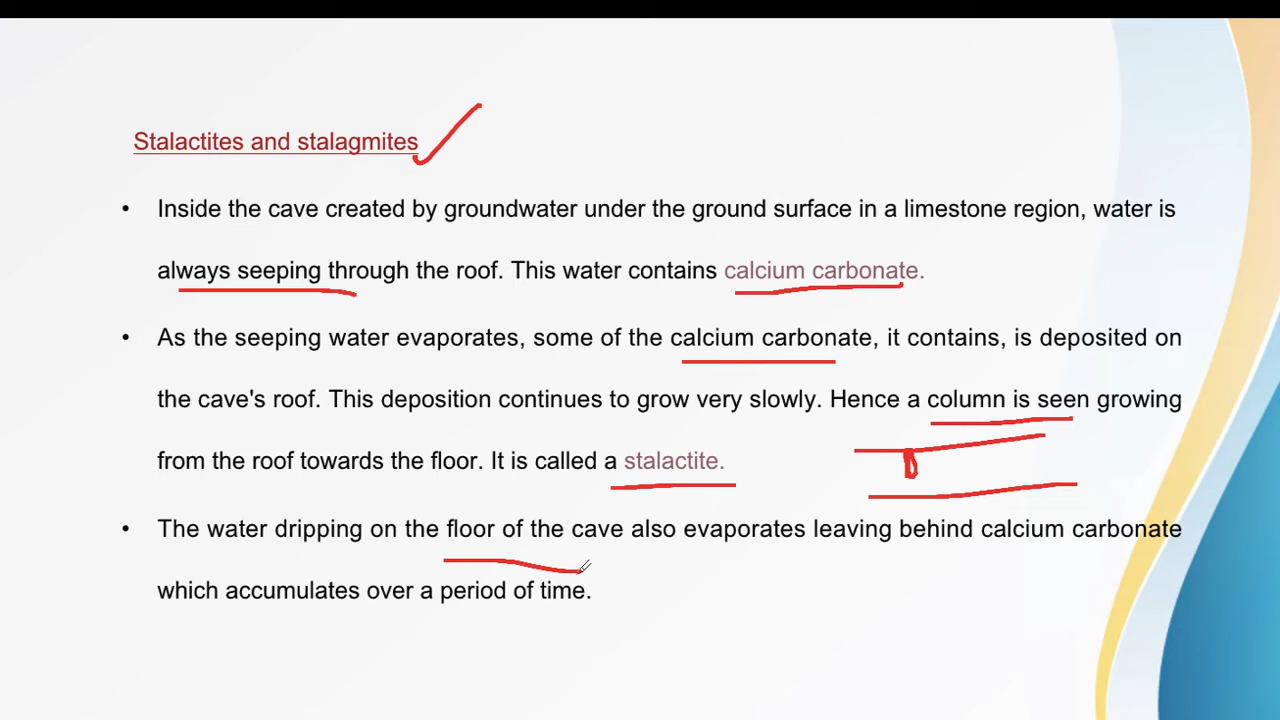 Stalactites and stalagmites
• Inside the cave created by groundwater under the ground surface in a limestone region, water is
always seeping through the roof. This water contains calcium carbonate.
• As the seeping water evaporates, some of the calcium carbonate, it contains, is deposited on
the cave's roof. This deposition continues to grow very slowly. Hence a column is seen growing
from the roof towards the floor. It is called a stalactite.
• The water dripping on the floor of the cave also evaporates leaving behind calcium carbonate
which accumulates over a period of time.